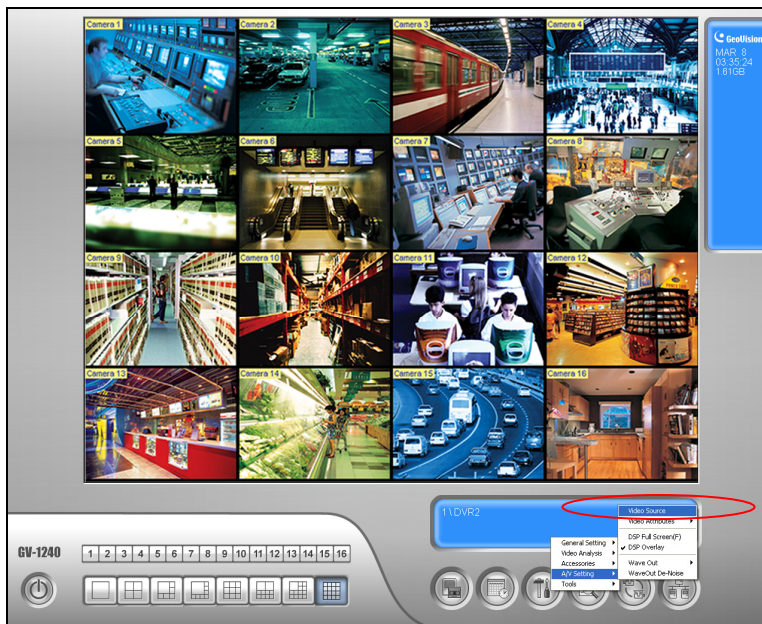 Camera 1
Camera 2
Camera 3
Camera 4
GeoVision
MAR 8
03:35:24
1.61GB
Camera 5
Camera 6
Camera 7
Camera 8
Camera 9
Camera 10
Camera 11
Camera 12
Camera 13
Camera 14
Camera 15
Camera 16
1 \ DVR2
Video Source
Video Attributes
DSP Full Screen(F)
DSP Overlay
Wave Out
WaveOut De-Noise
General Setting
Video Analysis
Accessories
A/V Setting
Tools
GV-1240
1 2 3 4 5 6 7 8 9 10 11 12 13 14 15 16